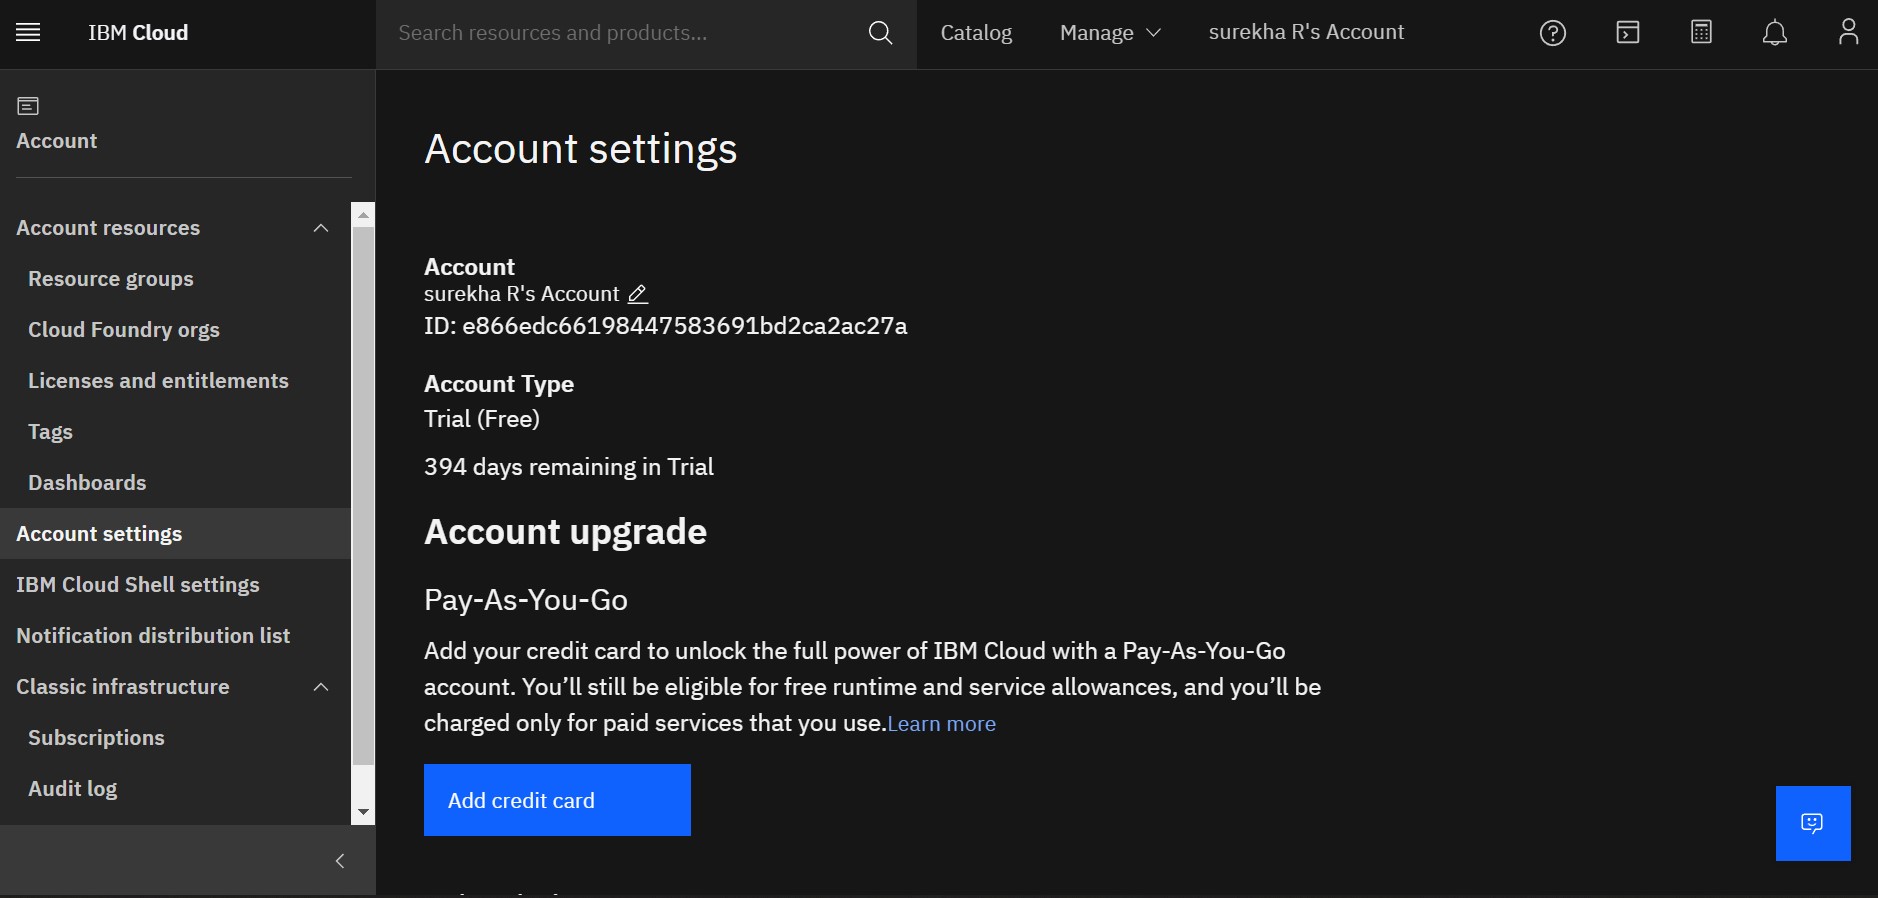 IBM Cloud
Search resources and products...
Catalog
Manage
surekha R's Account
Account
Account resources
Resource groups
Cloud Foundry orgs
Licenses and entitlements
Tags
Dashboards
Account settings
IBM Cloud Shell settings
Notification distribution list
Classic infrastructure
Subscriptions
Audit log
Account settings
Account
surekha R's Account
ID: e866edc66198447583691bd2ca2ac27a
Account Type
Trial (Free)
394 days remaining in Trial
Account upgrade
Pay-As-You-Go
Add your credit card to unlock the full power of IBM Cloud with a Pay-As-You-Go
account. You’ll still be eligible for free runtime and service allowances, and you’ll be
charged only for paid services that you use.Learn more
Add credit card